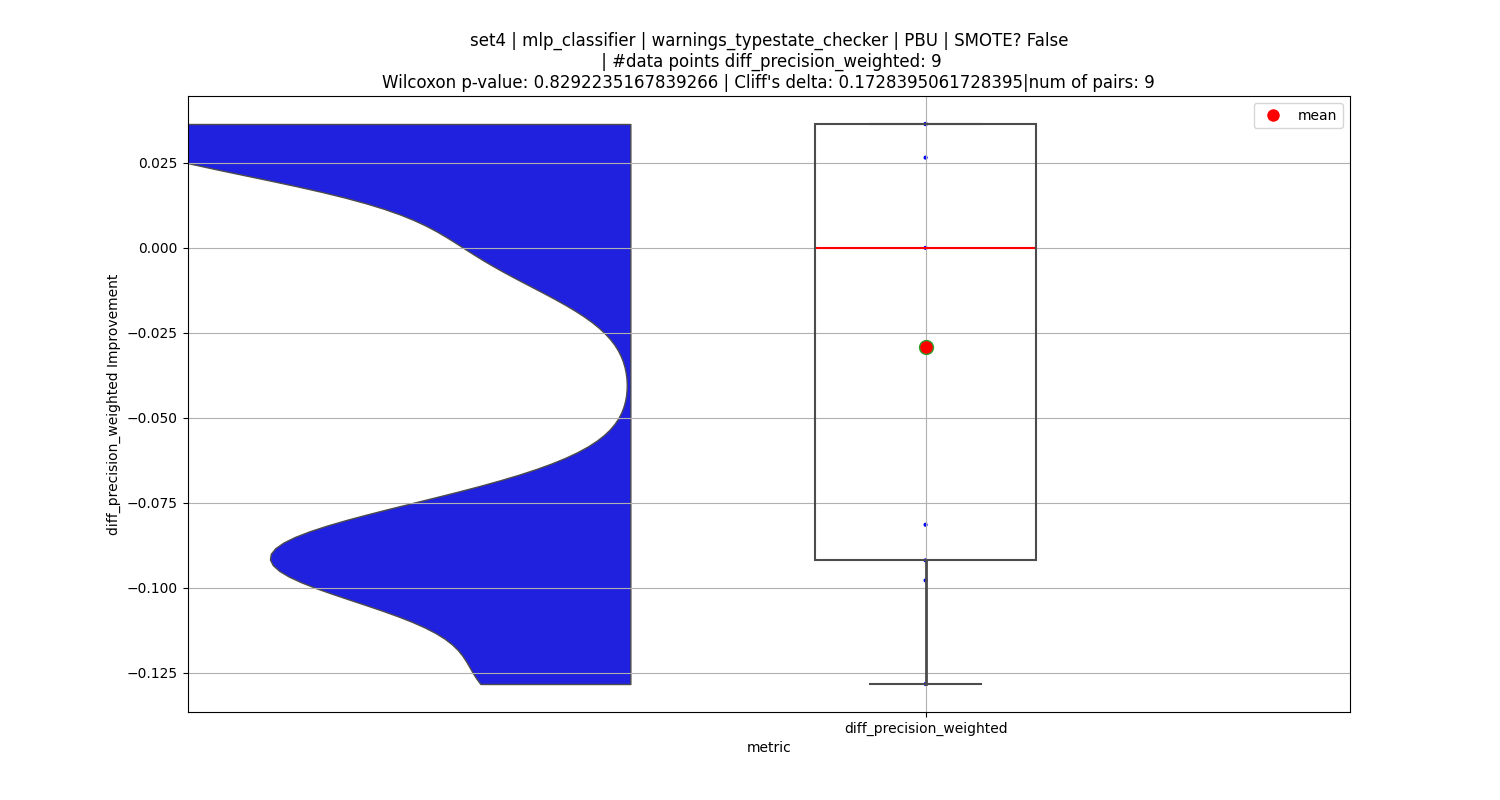 set4 | mlp_classifier | warnings_typestate_checker | PBU | SMOTE? False
| #data points diff_precision_weighted: 9
Wilcoxon p-value: 0.8292235167839266 | Cliff's delta: 0.1728395061728395|num of pairs: 9
mean
0.025
0.000
−0.025
−0.050
−0.075
−0.100
−0.125
diff_precision_weighted Improvement
diff_precision_weighted
metric